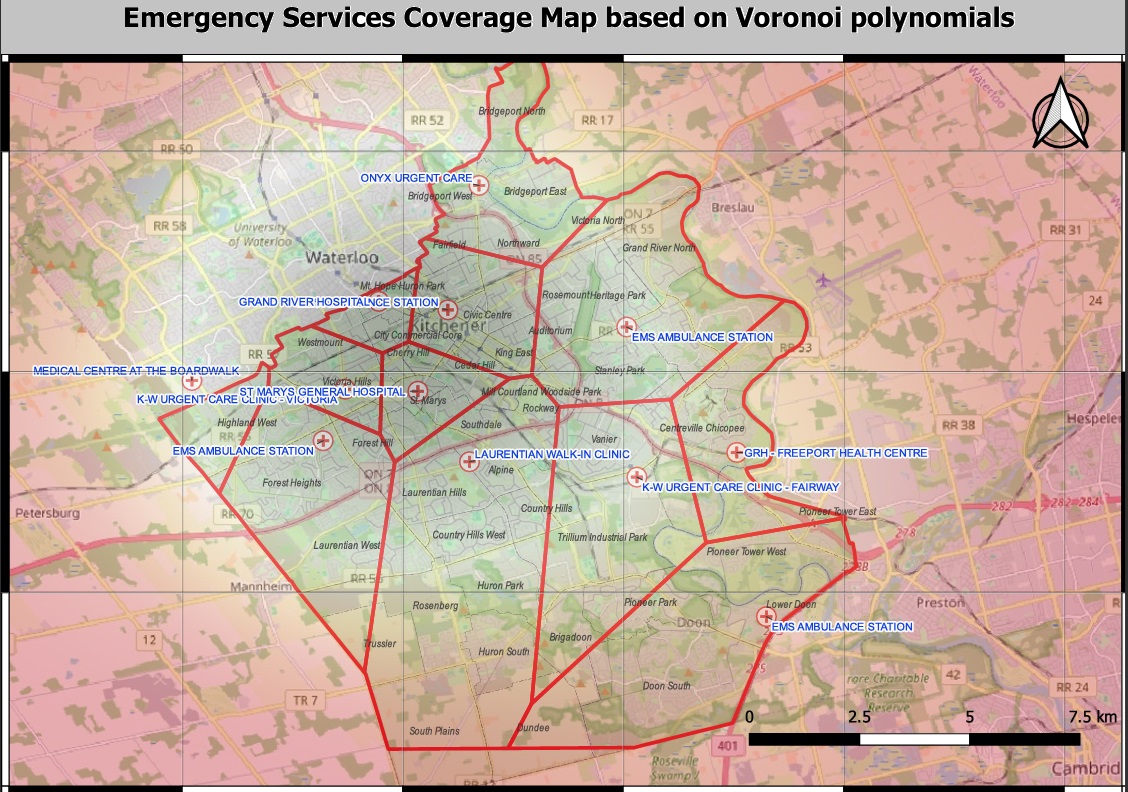 Emergency Services Coverage Map based on Voronoi polynomials
Bridgeport North
RR 52
RR 17
Waterloo
RR 50
ONYX URGENT CARE
Bridgeport West
Bridgeport East
Breslau
RR 58
University
of Waterloo
Victoria North
ON 7
RR 55
RR 31
Waterloo
Fairfield
Northward
ON 85
Grand River North
Mt Hope Huron Park
GRAND RIVER HOSPITAL
NCE STATION
Civic Centre
Kitchener
Rosemount
Heritage Park
24
City Commercial Core
Auditorium
RR
EMS AMBULANCE STATION
Westmount
Cherry Hill
King East
RR 53
Cedar Hill
Stanley Park
MEDICAL CENTRE AT THE BOARDWALK
Victoria Hills
ST MARYS GENERAL HOSPITAL
K-W URGENT CARE CLINIC - VICTORIA
St Marys
Mill Courtland Woodside Park
Rockway
Highland West
Southdale
Centreville Chicopee
RR 38
Hespeler
EMS AMBULANCE STATION
Forest Hill
Vanier
LAURENTIAN WALK-IN CLINIC
GRH - FREEPORT HEALTH CENTRE
Alpine
Forest Heights
ON 7
ON
K-W URGENT CARE CLINIC - FAIRWAY
Laurentian Hills
Country Hills
282
282 - 284
Petersburg
RR 70
Pioneer Tower East
278
Country Hills West
Trillium Industrial Park
Laurentian West
Pioneer Tower West
RR 56
Mannheim
Huron Park
Rosenberg
Pioneer Park
Lower Doon
Preston
Doon
EMS AMBULANCE STATION
12
Trussler
Brigadoon
Huron South
275
42
rare Charitable
Research
Reserve
RR 24
TR 7
Doon South
South Plains
Dundee
0
2.5
5
7.5 km
401
Roseville
Swamp
Cambrid